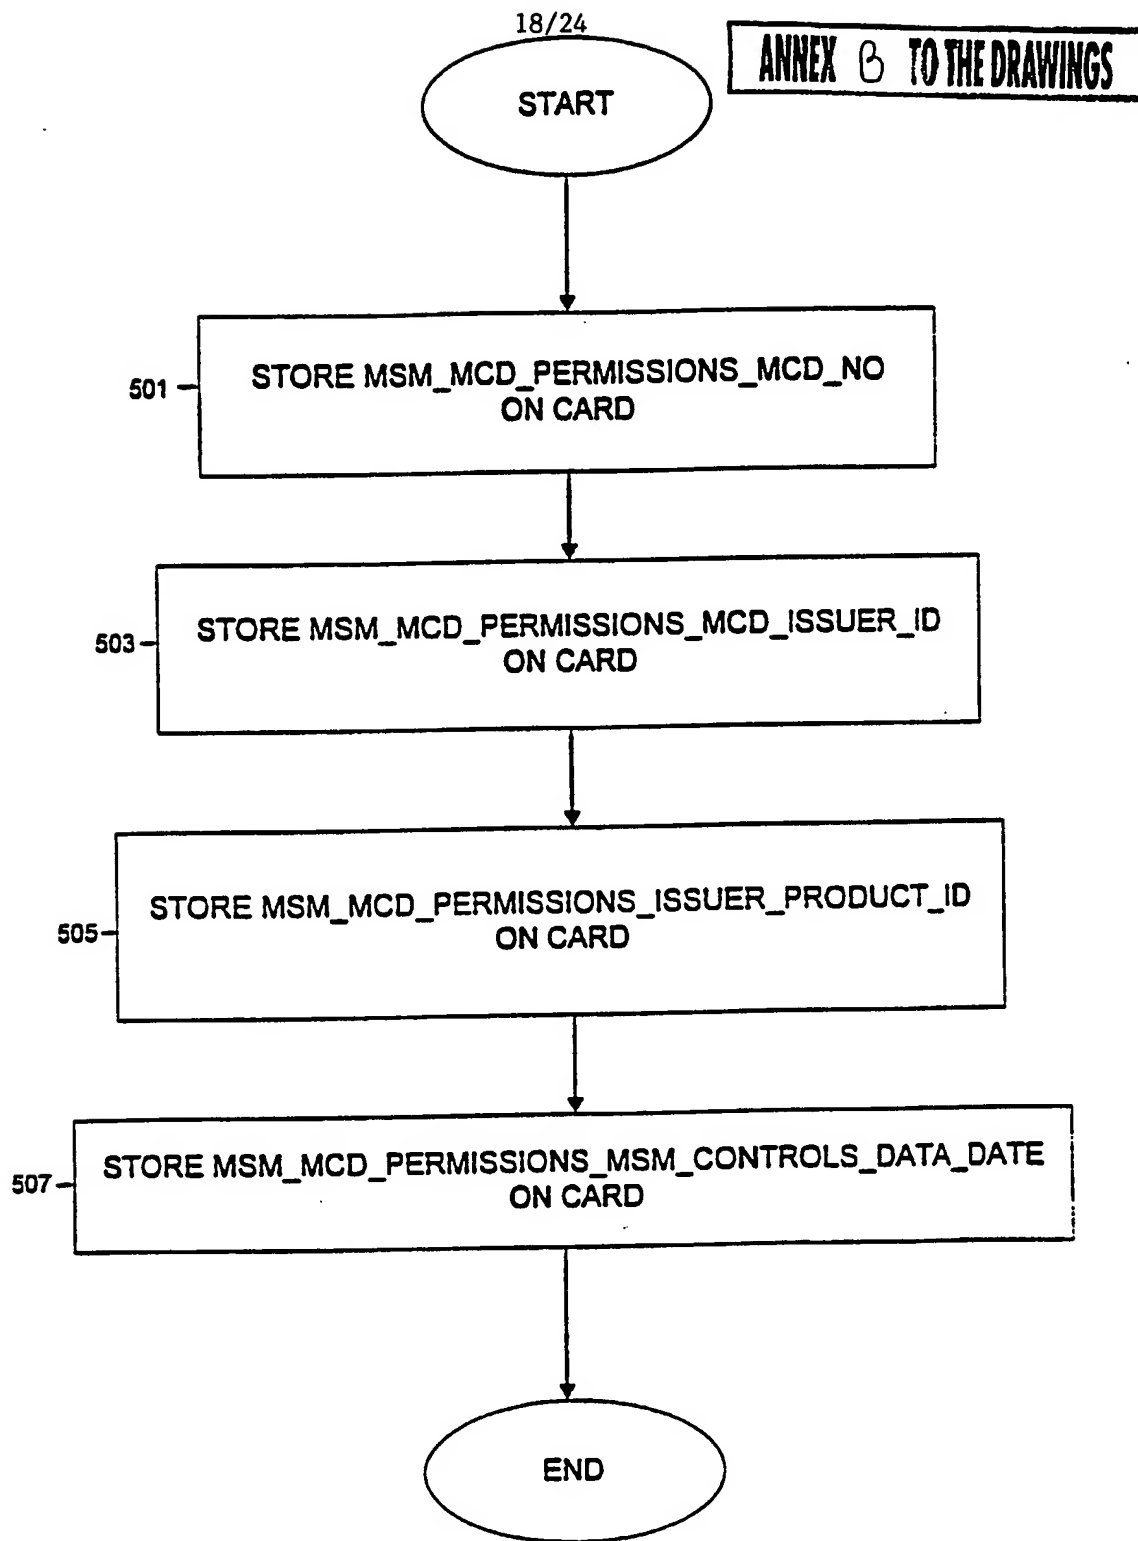 18/24
ANNEX B TO THE DRAWINGS
START
501
STORE MSM_MCD_PERMISSIONS_MCD_NO
ON CARD
503
STORE MSM_MCD_PERMISSIONS_MCD_ISSUER_ID
ON CARD
505
STORE MSM_MCD_PERMISSIONS_ISSUER_PRODUCT_ID
ON CARD
507
STORE MSM_MCD_PERMISSIONS_MSM_CONTROLS_DATA_DATE
ON CARD
END